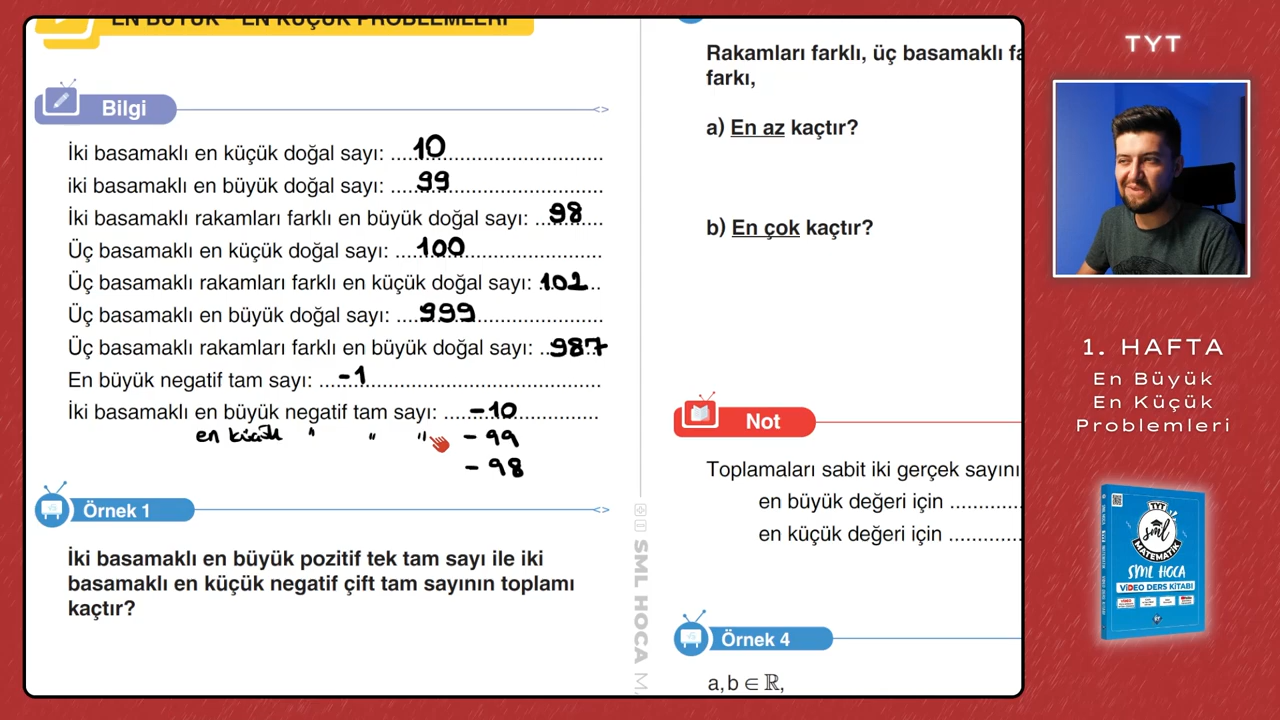 EN BÜYÜK – EN KÜÇÜK PROBLEMLERİ
Bilgi
İki basamaklı en küçük doğal sayı: 10
iki basamaklı en büyük doğal sayı: 99
İki basamaklı rakamları farklı en büyük doğal sayı: 98
Üç basamaklı en küçük doğal sayı: 100
Üç basamaklı rakamları farklı en küçük doğal sayı: 102
Üç basamaklı en büyük doğal sayı: 999
Üç basamaklı rakamları farklı en büyük doğal sayı: 987
En büyük negatif tam sayı: -1
İki basamaklı en büyük negatif tam sayı: -10
en küçük " " " - 99
- 98
Örnek 1
İki basamaklı en büyük pozitif tek tam sayı ile iki
basamaklı en küçük negatif çift tam sayının toplamı
kaçtır?
SML HOCA M
Rakamları farklı, üç basamaklı
farkı,
a) En az kaçtır?
b) En çok kaçtır?
Not
Toplamaları sabit iki gerçek sayını
en büyük değeri için
en küçük değeri için
Örnek 4
a,b ∈ ℝ,
TYT
1. HAFTA
En Büyük
En Küçük
Problemleri
TYT
sml
MATEMATİK
SML HOCA
VİDEO DERS KİTABI